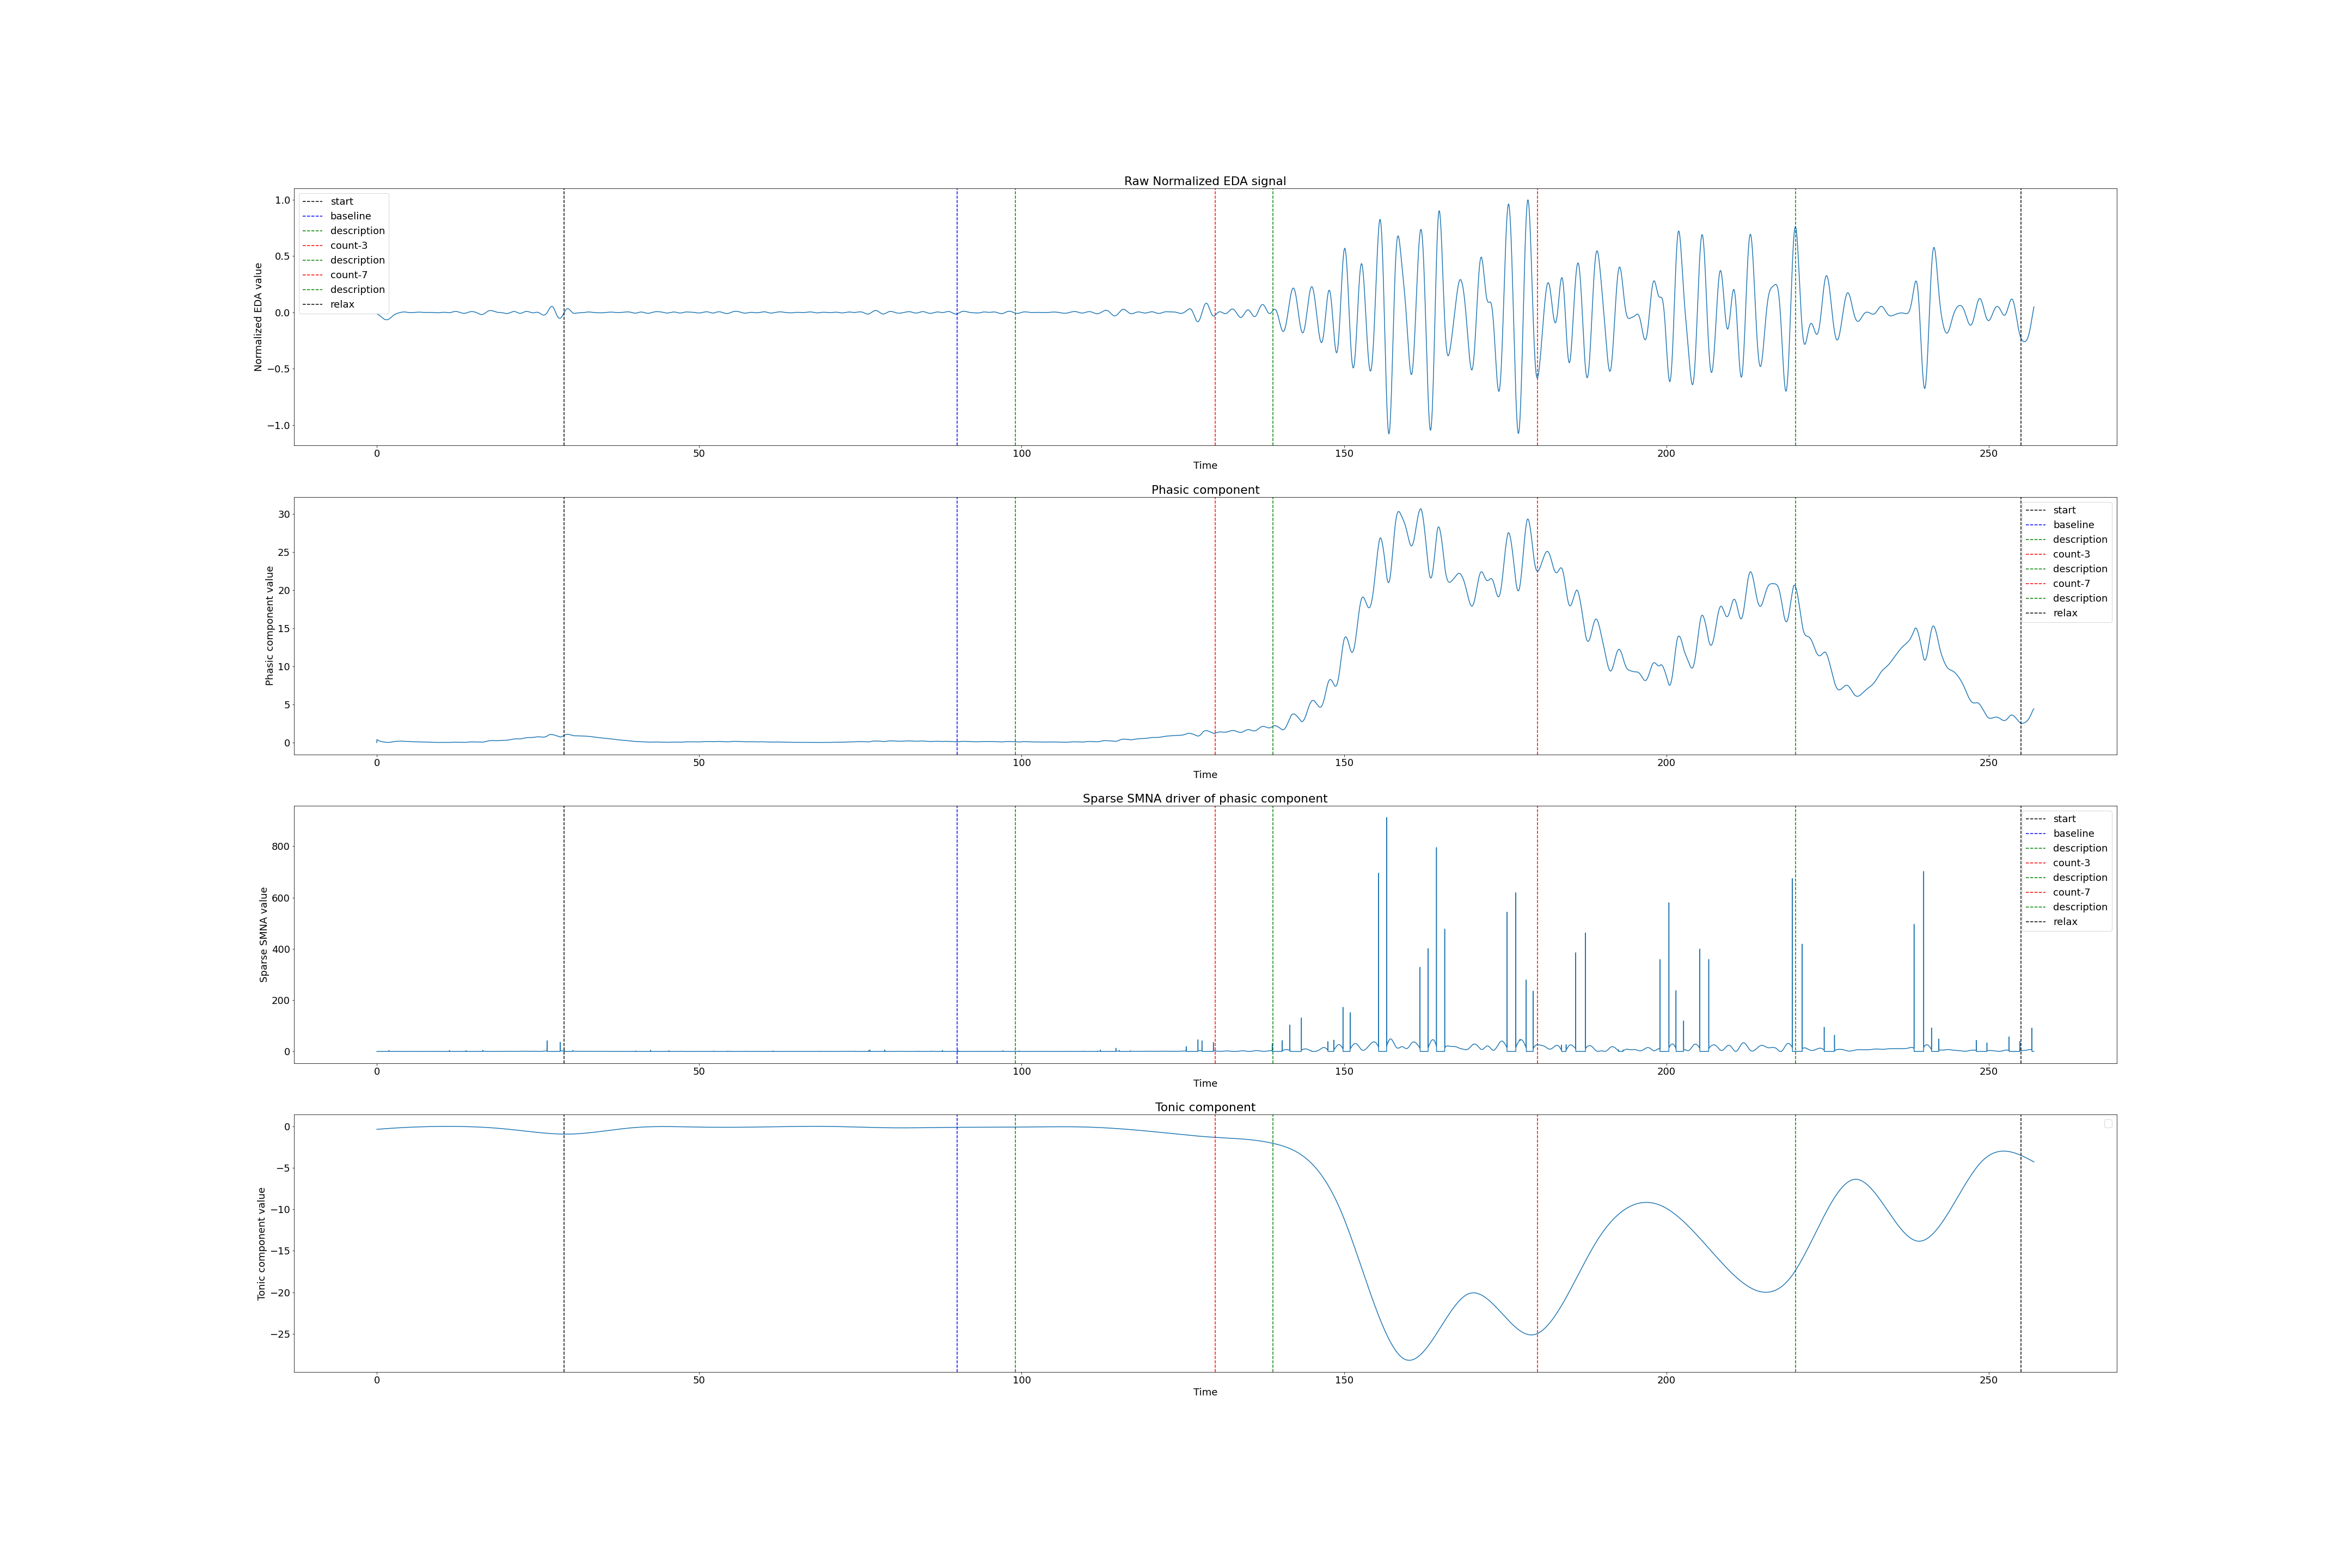 Raw Normalized EDA signal
Normalized EDA value
1.0
0.5
0.0
−0.5
−1.0
start
baseline
description
count-3
description
count-7
description
relax
0 50 100 150 200 250
Time
Phasic component
Phasic component value
30
25
20
15
10
5
0
start
baseline
description
count-3
description
count-7
description
relax
0 50 100 150 200 250
Time
Sparse SMNA driver of phasic component
Sparse SMNA value
800
600
400
200
0
start
baseline
description
count-3
description
count-7
description
relax
0 50 100 150 200 250
Time
Tonic component
Tonic component value
0
−5
−10
−15
−20
−25
0 50 100 150 200 250
Time